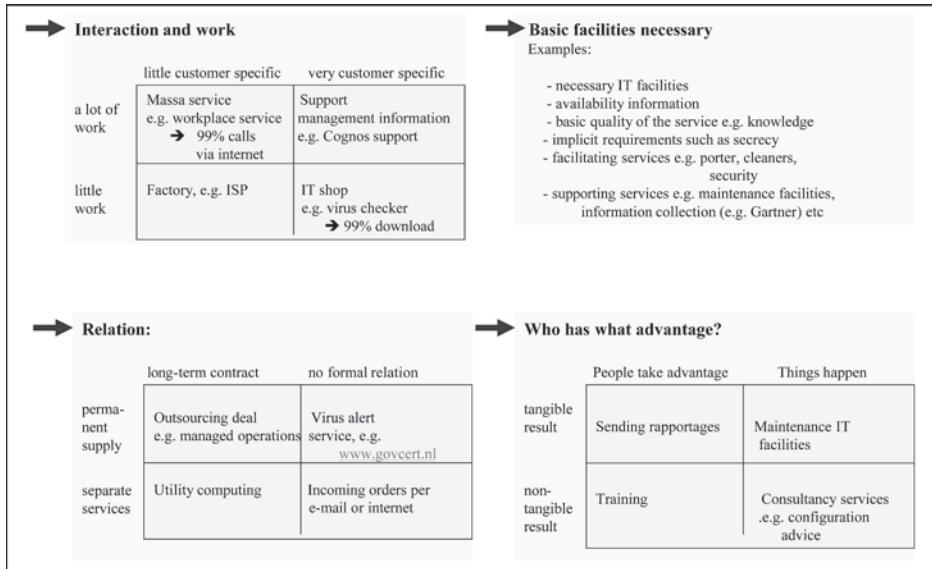 Interaction and work
little customer specific very customer specific
a lot of
work
Massa service
e.g. workplace service
➔ 99% calls
via internet
Support
management information
e.g. Cognos support
little
work
Factory, e.g. ISP
IT shop
e.g. virus checker
➔ 99% download
Basic facilities necessary
Examples:
- necessary IT facilities
- availability information
- basic quality of the service e.g. knowledge
- implicit requirements such as secrecy
- facilitating services e.g. porter, cleaners,
security
- supporting services e.g. maintenance facilities,
information collection (e.g. Gartner) etc
Relation:
long-term contract no formal relation
perma-
nent
supply
Outsourcing deal
e.g. managed operations
Virus alert
service, e.g.
www.govcert.nl
separate
services
Utility computing
Incoming orders per
e-mail or internet
Who has what advantage?
People take advantage Things happen
tangible
result
Sending rapportages
Maintenance IT
facilities
non-
tangible
result
Training
Consultancy services
.e.g. configuration
advice